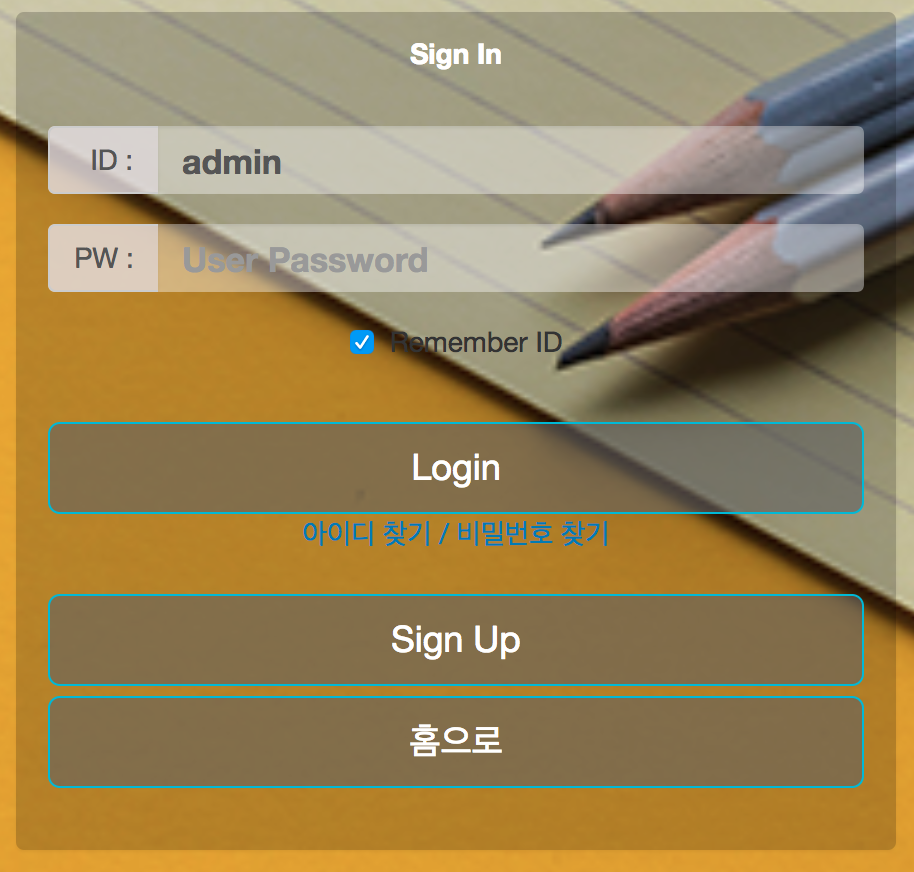 Sign In
ID : admin
PW : User Password
Remember ID
Login
아이디 찾기 / 비밀번호 찾기
Sign Up
홈으로